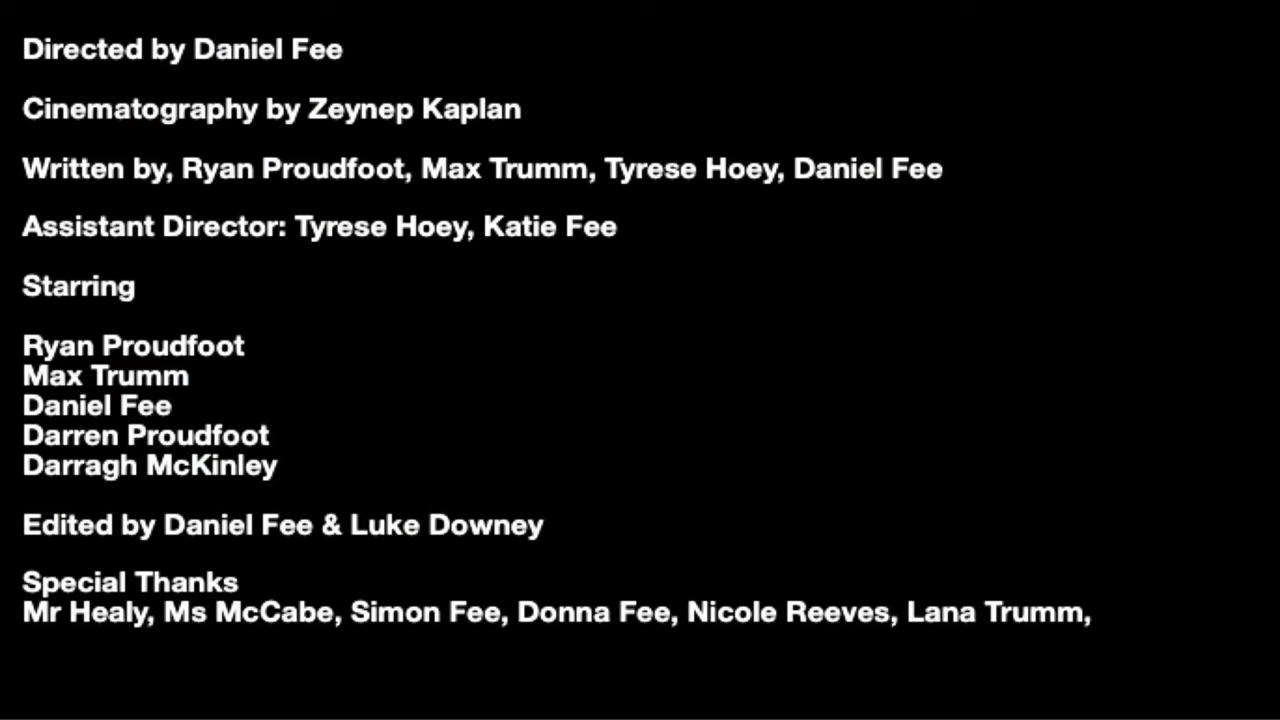 Directed by Daniel Fee
Cinematography by Zeynep Kaplan
Written by, Ryan Proudfoot, Max Trumm, Tyrese Hoey, Daniel Fee
Assistant Director: Tyrese Hoey, Katie Fee
Starring
Ryan Proudfoot
Max Trumm
Daniel Fee
Darren Proudfoot
Darragh McKinley
Edited by Daniel Fee & Luke Downey
Special Thanks
Mr Healy, Ms McCabe, Simon Fee, Donna Fee, Nicole Reeves, Lana Trumm,